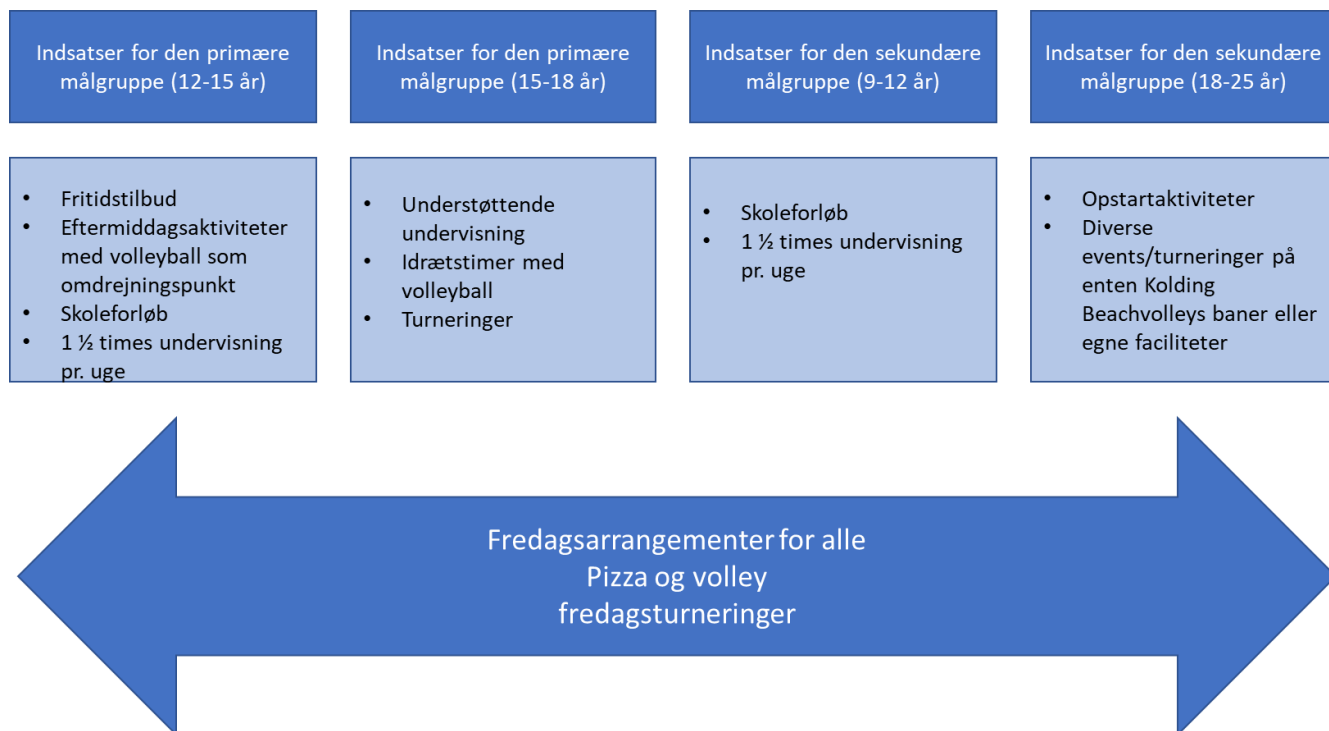 Indsatser for den primære
målgruppe (12-15 år)
Indsatser for den primære
målgruppe (15-18 år)
Indsatser for den sekundære
målgruppe (9-12 år)
Indsatser for den sekundære
målgruppe (18-25 år)
• Fritidstilbud
• Eftermiddagsaktiviteter
med volleyball som
omdrejningspunkt
• Skoleforløb
• 1 ½ times undervisning
pr. uge
• Understøttende
undervisning
• Idrætstimer med
volleyball
• Turneringer
• Skoleforløb
• 1 ½ times undervisning
pr. uge
• Opstartaktiviteter
• Diverse
events/turneringer på
enten Kolding
Beachvolleys baner eller
egne faciliteter
Fredagsarrangementer for alle
Pizza og volley
fredagsturneringer